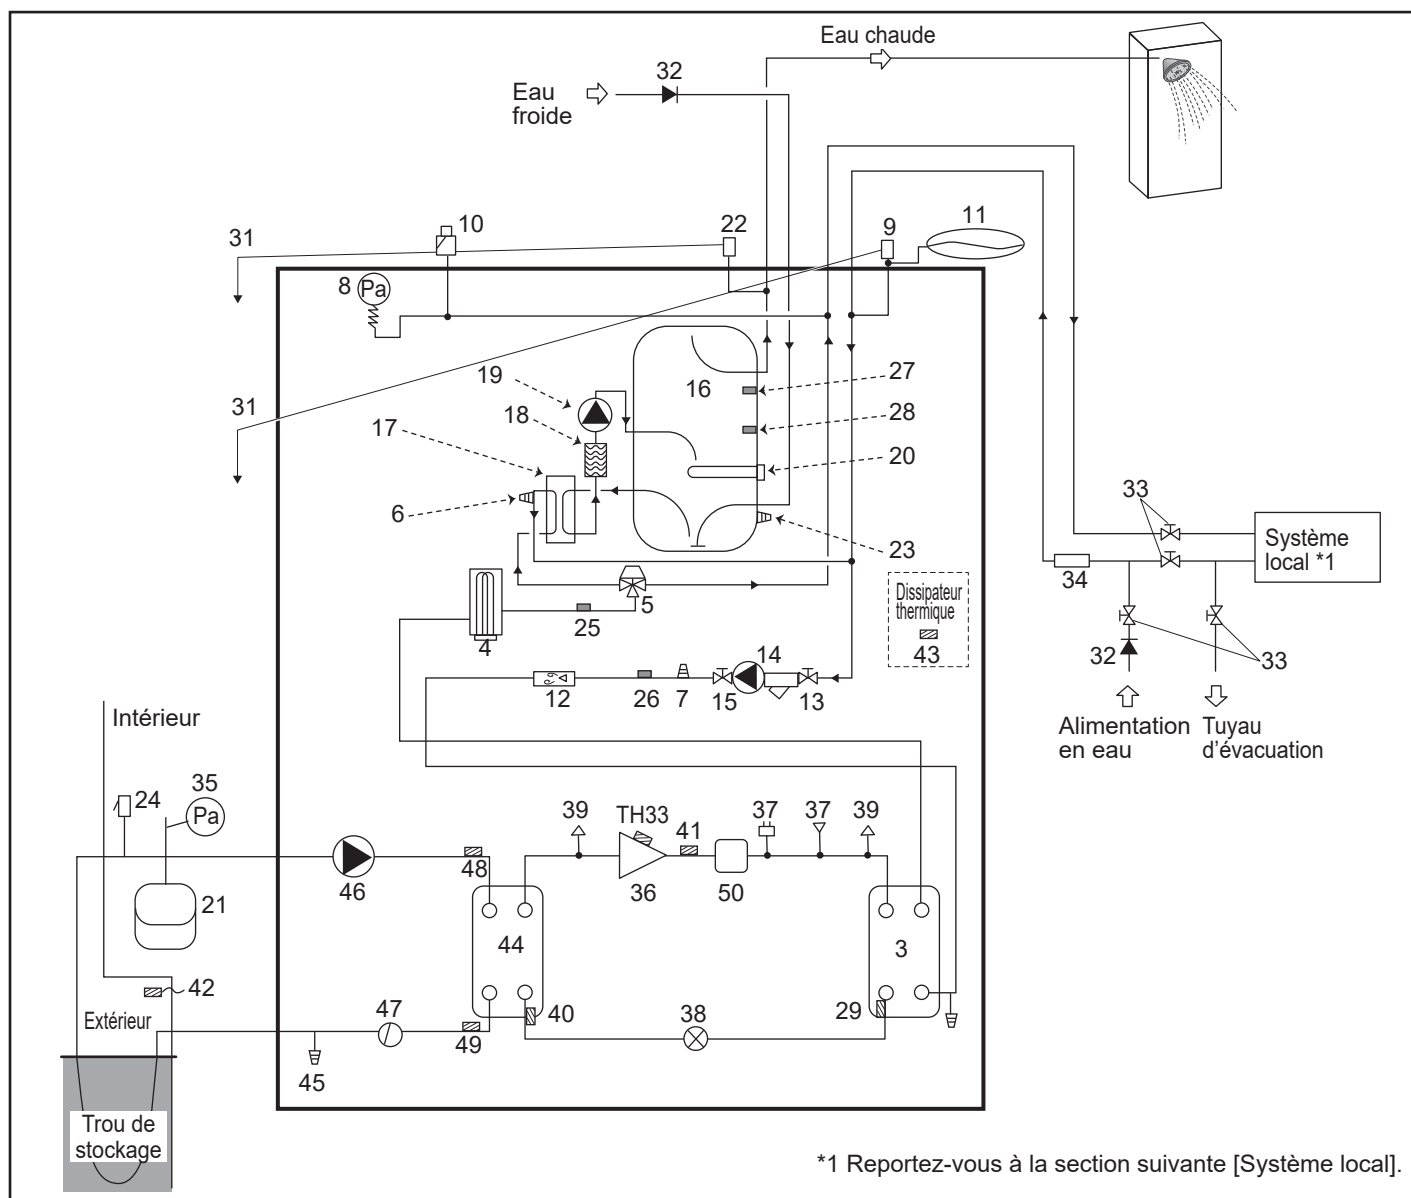 Eau chaude
32
Eau
froide
10
22
9
11
31
8
Pa
19
16
27
31
18
28
17
20
6
33
23
Système
local *1
34
Dissipateur
thermique
5
25
4
43
32
33
14
12
26
7
15
13
Alimentation
en eau
Tuyau
d'évacuation
Intérieur
24
35
Pa
39
TH33
41
37
37
39
46
48
36
50
21
44
3
42
47
40
38
29
Extérieur
49
45
Trou de
stockage
*1 Reportez-vous à la section suivante [Système local].